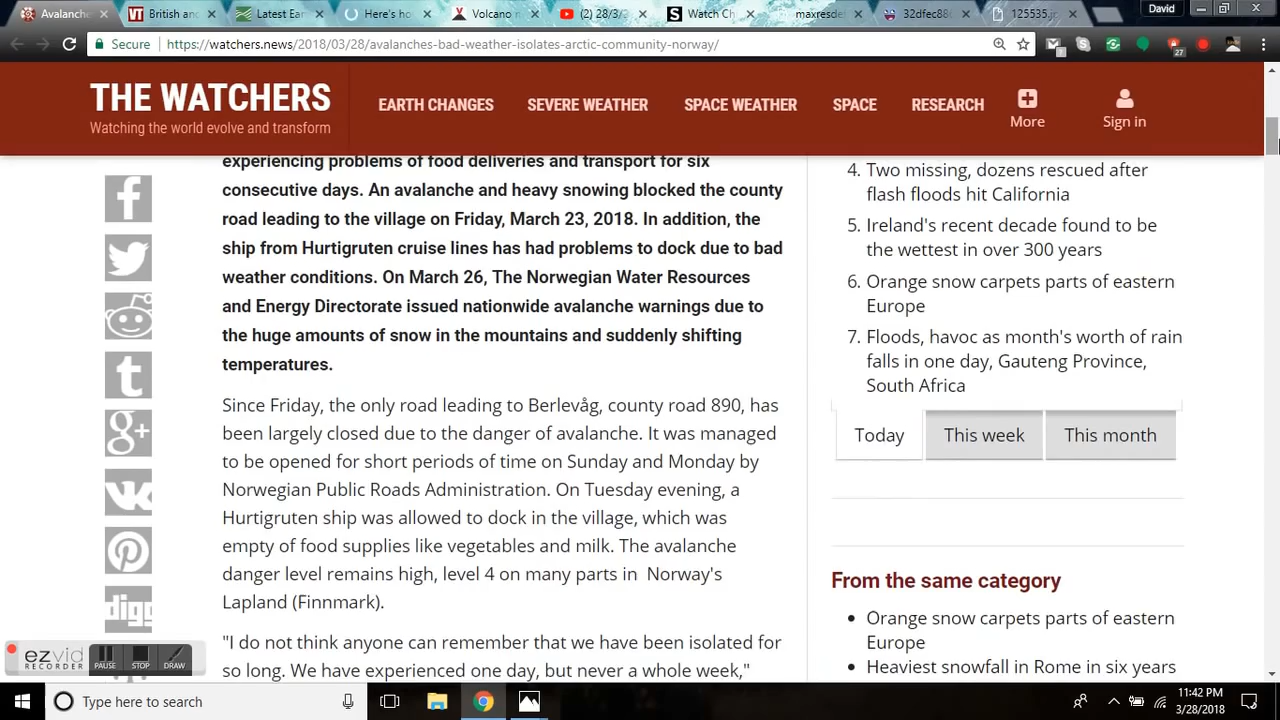 Avalanche
British and
Latest Ear
Here's ho
Volcano
(2) 28/3/
Watch Ch
maxresde
32dfec88
125535.j
David
Secure
https://watchers.news/2018/03/28/avalanches-bad-weather-isolates-arctic-community-norway/
1
27
THE WATCHERS
Watching the world evolve and transform
EARTH CHANGES
SEVERE WEATHER
SPACE WEATHER
SPACE
RESEARCH
More
Sign in
experiencing problems of food deliveries and transport for six
consecutive days. An avalanche and heavy snowing blocked the county
road leading to the village on Friday, March 23, 2018. In addition, the
ship from Hurtigruten cruise lines has had problems to dock due to bad
weather conditions. On March 26, The Norwegian Water Resources
and Energy Directorate issued nationwide avalanche warnings due to
the huge amounts of snow in the mountains and suddenly shifting
temperatures.
Since Friday, the only road leading to Berlevåg, county road 890, has
been largely closed due to the danger of avalanche. It was managed
to be opened for short periods of time on Sunday and Monday by
Norwegian Public Roads Administration. On Tuesday evening, a
Hurtigruten ship was allowed to dock in the village, which was
empty of food supplies like vegetables and milk. The avalanche
danger level remains high, level 4 on many parts in Norway's
Lapland (Finnmark).
"I do not think anyone can remember that we have been isolated for
so long. We have experienced one day, but never a whole week,"
4. Two missing, dozens rescued after
flash floods hit California
5. Ireland's recent decade found to be
the wettest in over 300 years
6. Orange snow carpets parts of eastern
Europe
7. Floods, havoc as month's worth of rain
falls in one day, Gauteng Province,
South Africa
Today
This week
This month
From the same category
Orange snow carpets parts of eastern
Europe
Heaviest snowfall in Rome in six years
digg
ezvid
RECORDER
PAUSE
STOP
DRAW
Type here to search
11:42 PM
3/28/2018